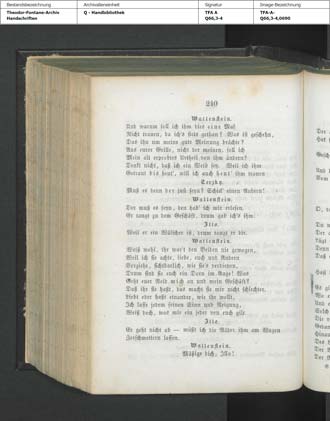 Bestandsbezeichnung
Archivalieneinheit
Signatur
Image-Bezeichnung
Theodor-Fontane-Archiv
Handschriften
Q - Handbibliothek
TFA A
Q66,3-4
TFA-A-
Q66,3-4,0690
240
Wallenstein.
Und warum soll ich ihm dies eine Mal
Nicht trauen, da ich's stets gethan? Was ist geschehn,
Das ihn um meine gute Meinung brächte?
Aus eurer Grille, nicht der meinen, soll ich
Mein alt erprobtes Urtheil von ihm ändern?
Denkt nicht, daß ich ein Weib sey. Weil ich ihm
Getraut bis heut', will ich auch heut' ihm trauen.
Terzky.
Muß es denn der just seyn? Schick' einen Andern!
Wallenstein.
Der muß es seyn, den hab' ich mir erlesen.
Er taugt zu dem Geschäft, drum gab ich's ihm!
Illo.
Weil er ein Wälscher ist, drum taugt er dir.
Wallenstein.
Weiß wohl, ihr war't den Beiden nie gewogen,
Weil ich sie achte, liebe, euch und Andern
Vorziehe, sichtbarlich, wie sie's verdienen,
Drum sind sie euch ein Dorn im Auge! Was
Geht euer Neid mich an und mein Geschäft?
Daß ihr sie haßt, das macht sie mir nicht schlechter.
Liebt oder haßt einander, wie ihr wollt,
Ich lasse jedem seinen Sinn und Neigung,
Weiß doch, was mir ein jeder von euch gilt.
Illo.
Er geht nicht ab — müßt' ich die Räder ihm am Wagen
Zerschmettern lassen.
Wallenstein.
Mäßige dich, Illo!